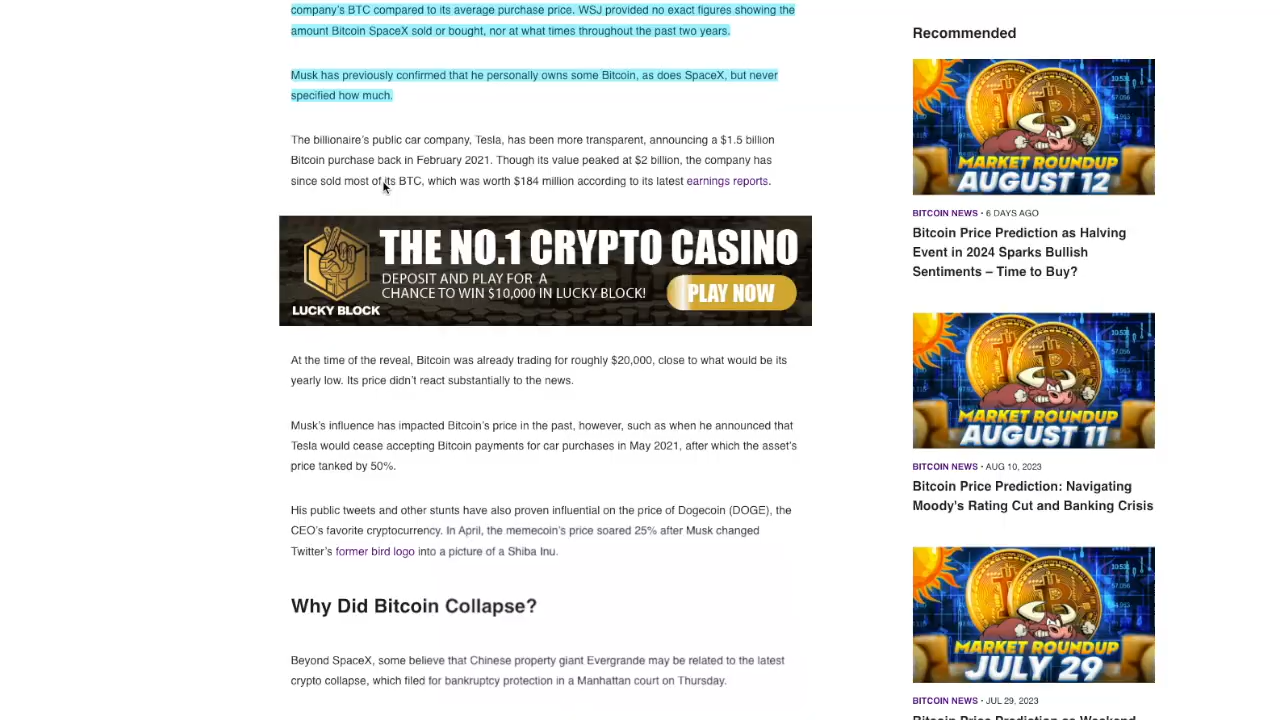 company's BTC compared to its average purchase price. WSJ provided no exact figures showing the
amount Bitcoin SpaceX sold or bought, nor at what times throughout the past two years.
Musk has previously confirmed that he personally owns some Bitcoin, as does SpaceX, but never
specified how much.
The billionaire's public car company, Tesla, has been more transparent, announcing a $1.5 billion
Bitcoin purchase back in February 2021. Though its value peaked at $2 billion, the company has
since sold most of its BTC, which was worth $184 million according to its latest earnings reports.
THE NO.1 CRYPTO CASINO
DEPOSIT AND PLAY FOR A
CHANCE TO WIN $10,000 IN LUCKY BLOCK!
PLAY NOW
LUCKY BLOCK
At the time of the reveal, Bitcoin was already trading for roughly $20,000, close to what would be its
yearly low. Its price didn't react substantially to the news.
Musk's influence has impacted Bitcoin's price in the past, however, such as when he announced that
Tesla would cease accepting Bitcoin payments for car purchases in May 2021, after which the asset's
price tanked by 50%.
His public tweets and other stunts have also proven influential on the price of Dogecoin (DOGE), the
CEO's favorite cryptocurrency. In April, the memecoin's price soared 25% after Musk changed
Twitter's former bird logo into a picture of a Shiba Inu.
Why Did Bitcoin Collapse?
Beyond SpaceX, some believe that Chinese property giant Evergrande may be related to the latest
crypto collapse, which filed for bankruptcy protection in a Manhattan court on Thursday.
Recommended
MARKET ROUNDUP
AUGUST 12
BITCOIN NEWS • 6 DAYS AGO
Bitcoin Price Prediction as Halving
Event in 2024 Sparks Bullish
Sentiments – Time to Buy?
MARKET ROUNDUP
AUGUST 11
BITCOIN NEWS • AUG 10, 2023
Bitcoin Price Prediction: Navigating
Moody's Rating Cut and Banking Crisis
MARKET ROUNDUP
JULY 29
BITCOIN NEWS • JUL 29, 2023
Bitcoin Price Prediction as Weekend